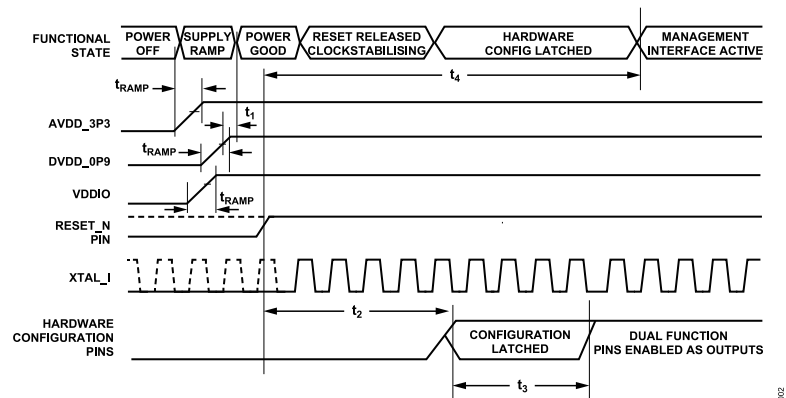 FUNCTIONAL
STATE
POWER
OFF
SUPPLY
RAMP
POWER
GOOD
RESET RELEASED
CLOCKSTABILISING
HARDWARE
CONFIG LATCHED
MANAGEMENT
INTERFACE ACTIVE
t4
tRAMP
AVDD_3P3
t1
tRAMP
DVDD_0P9
VDDIO
tRAMP
RESET_N
PIN
XTAL_I
t2
HARDWARE
CONFIGURATION
PINS
CONFIGURATION
LATCHED
DUAL FUNCTION
PINS ENABLED AS OUTPUTS
t3
002